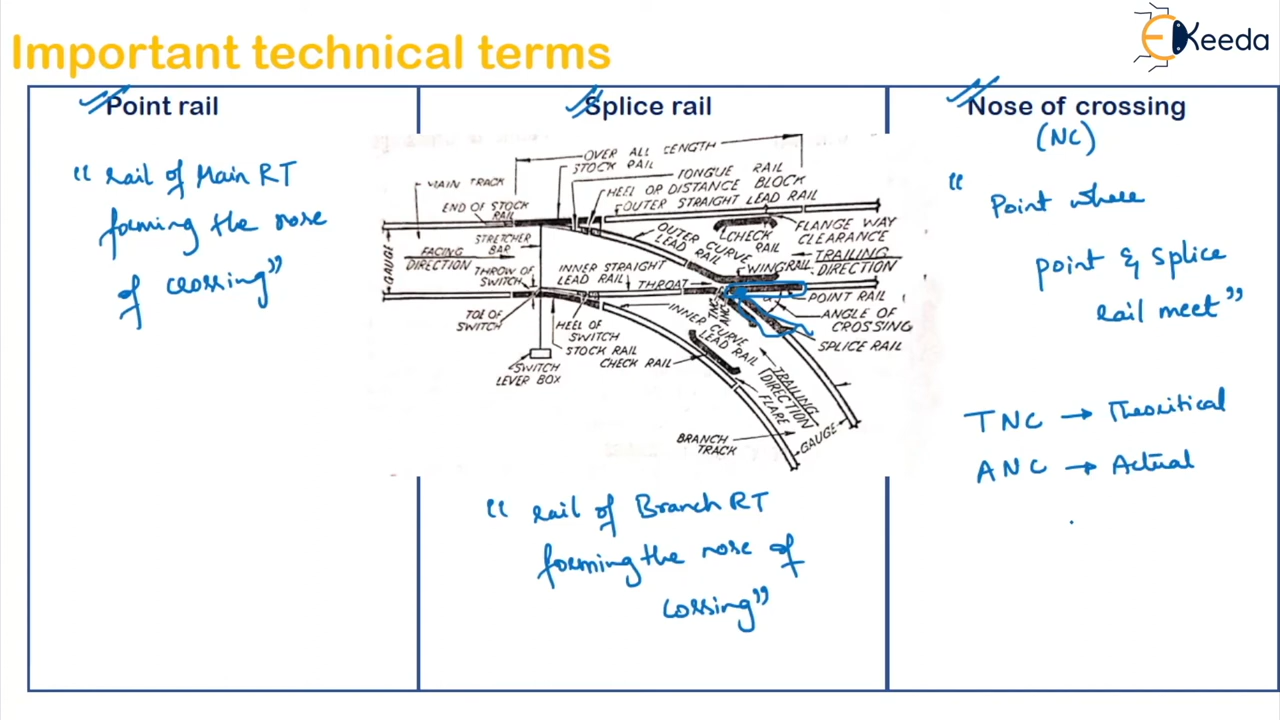 Important technical terms
EKeeda
Point rail
Splice rail
Nose of crossing
(NC)
“ rail of Main RT
forming the nose
of crossing”
“ Point where
point & splice
rail meet”
TNC → Theoritical
ANC → Actual
OVER ALL LENGTH
STOCK RAIL
TONGUE RAIL
MAIN TRACK
HEEL OR DISTANCE BLOCK
OUTER STRAIGHT LEAD RAIL
END OF STOCK
RAIL
STRETCHER
BAR
OUTER CURVE
LEAD RAIL
CHECK
RAIL
FLANGE WAY
CLEARANCE
GAUGE
FACING
DIRECTION
TRAILING
DIRECTION
THROW OF
SWITCH
INNER STRAIGHT
LEAD RAIL
THROAT
WING RAIL
TNC
ANC
POINT RAIL
ANGLE OF
CROSSING
SPLICE RAIL
TOE OF
SWITCH
HEEL OF
SWITCH
STOCK RAIL
CHECK RAIL
INNER CURVE
LEAD RAIL
SWITCH
LEVER BOX
TRAILING
DIRECTION
FLARE
BRANCH
TRACK
GAUGE
“ rail of Branch RT
forming the nose of
cossing”